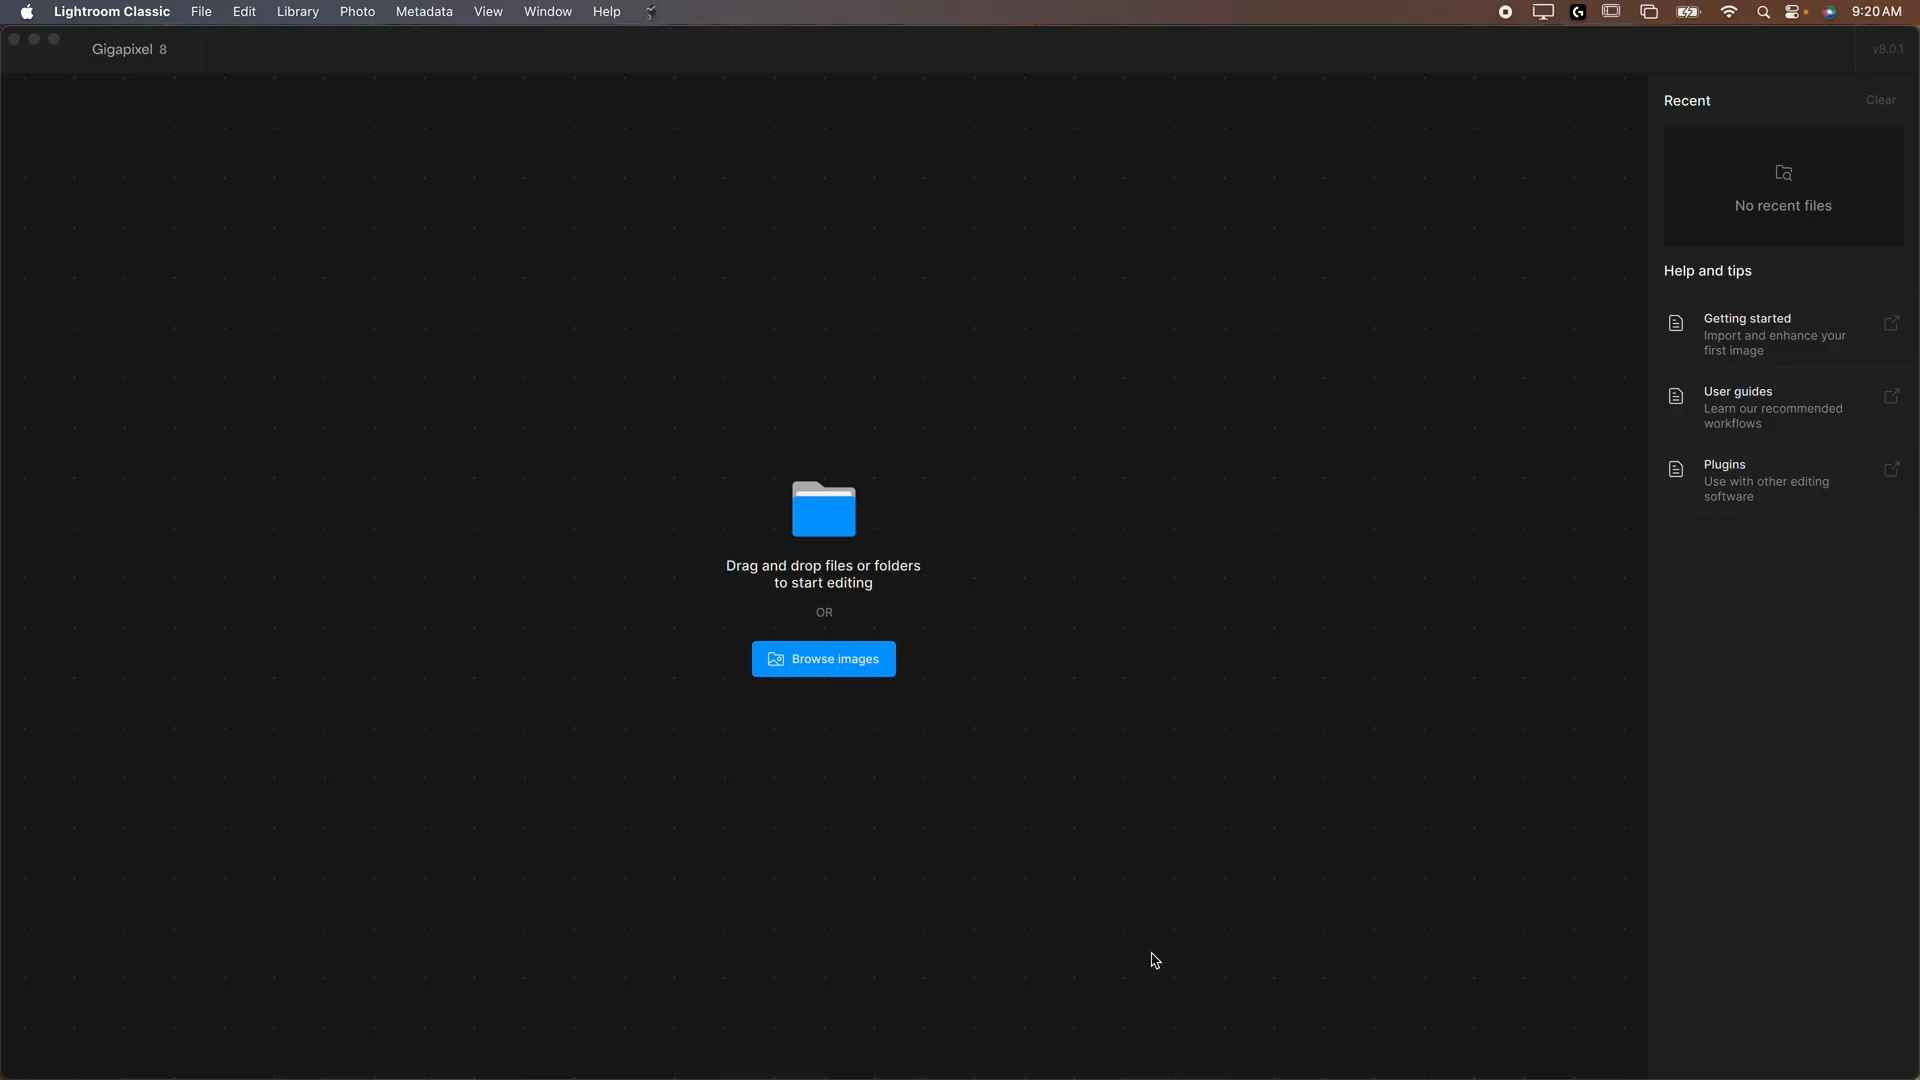 Lightroom Classic File Edit Library Photo Metadata View Window Help 9:20 AM
Gigapixel 8
v8.0.1
Recent Clear
No recent files
Help and tips
Getting started
Import and enhance your
first image
User guides
Learn our recommended
workflows
Plugins
Use with other editing
software
Drag and drop files or folders
to start editing
OR
Browse images